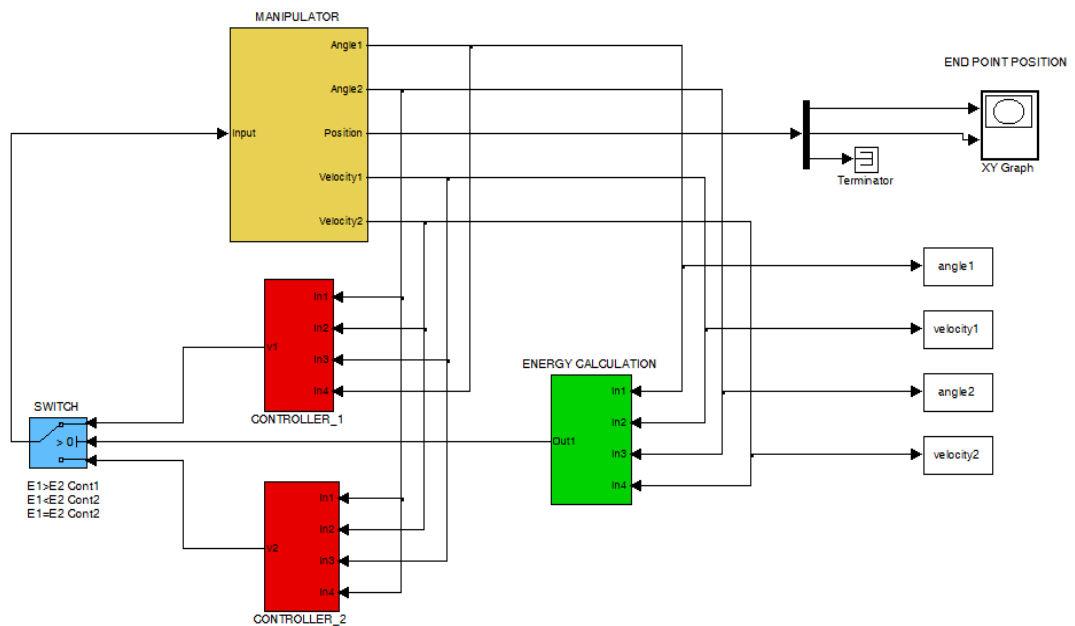 MANIPULATOR
Angle1
Angle2
Input
Position
Velocity1
Velocity2
END POINT POSITION
XY Graph
Terminator
angle1
velocity1
angle2
velocity2
In1
In2
In3
In4
v1
CONTROLLER_1
ENERGY CALCULATION
In1
In2
In3
In4
Out1
SWITCH
> 0
E1>E2 Cont1
E1<E2 Cont2
E1=E2 Cont2
In1
In2
In3
In4
v2
CONTROLLER_2